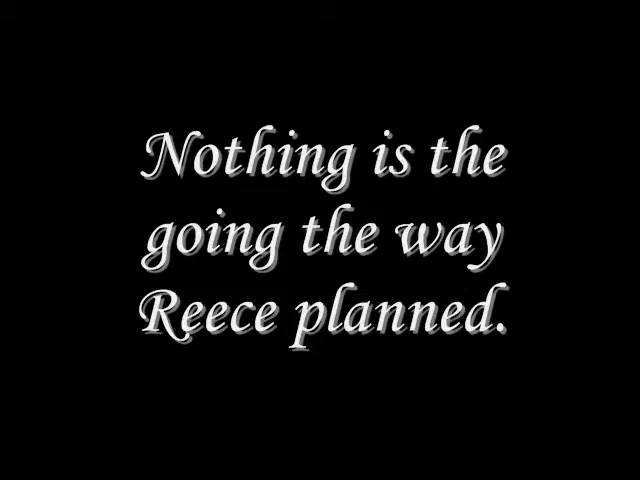 Nothing is the
going the way
Reece planned.